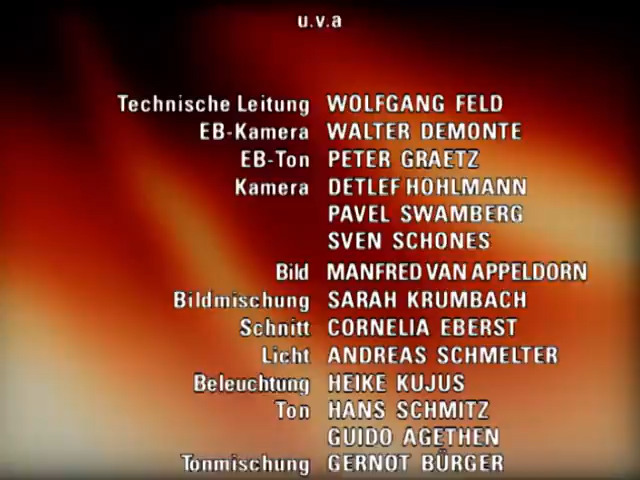 u.v.a
Technische Leitung WOLFGANG FELD
EB-Kamera WALTER DEMONTE
EB-Ton PETER GRAETZ
Kamera DETLEF HOHLMANN
PAVEL SWAMBERG
SVEN SCHONES
Bild MANFRED VAN APPELDORN
Bildmischung SARAH KRUMBACH
Schnitt CORNELIA EBERST
Licht ANDREAS SCHMELTER
Beleuchtung HEIKE KUJUS
Ton HANS SCHMITZ
GUIDO AGETHEN
Tonmischung GERNOT BÜRGER